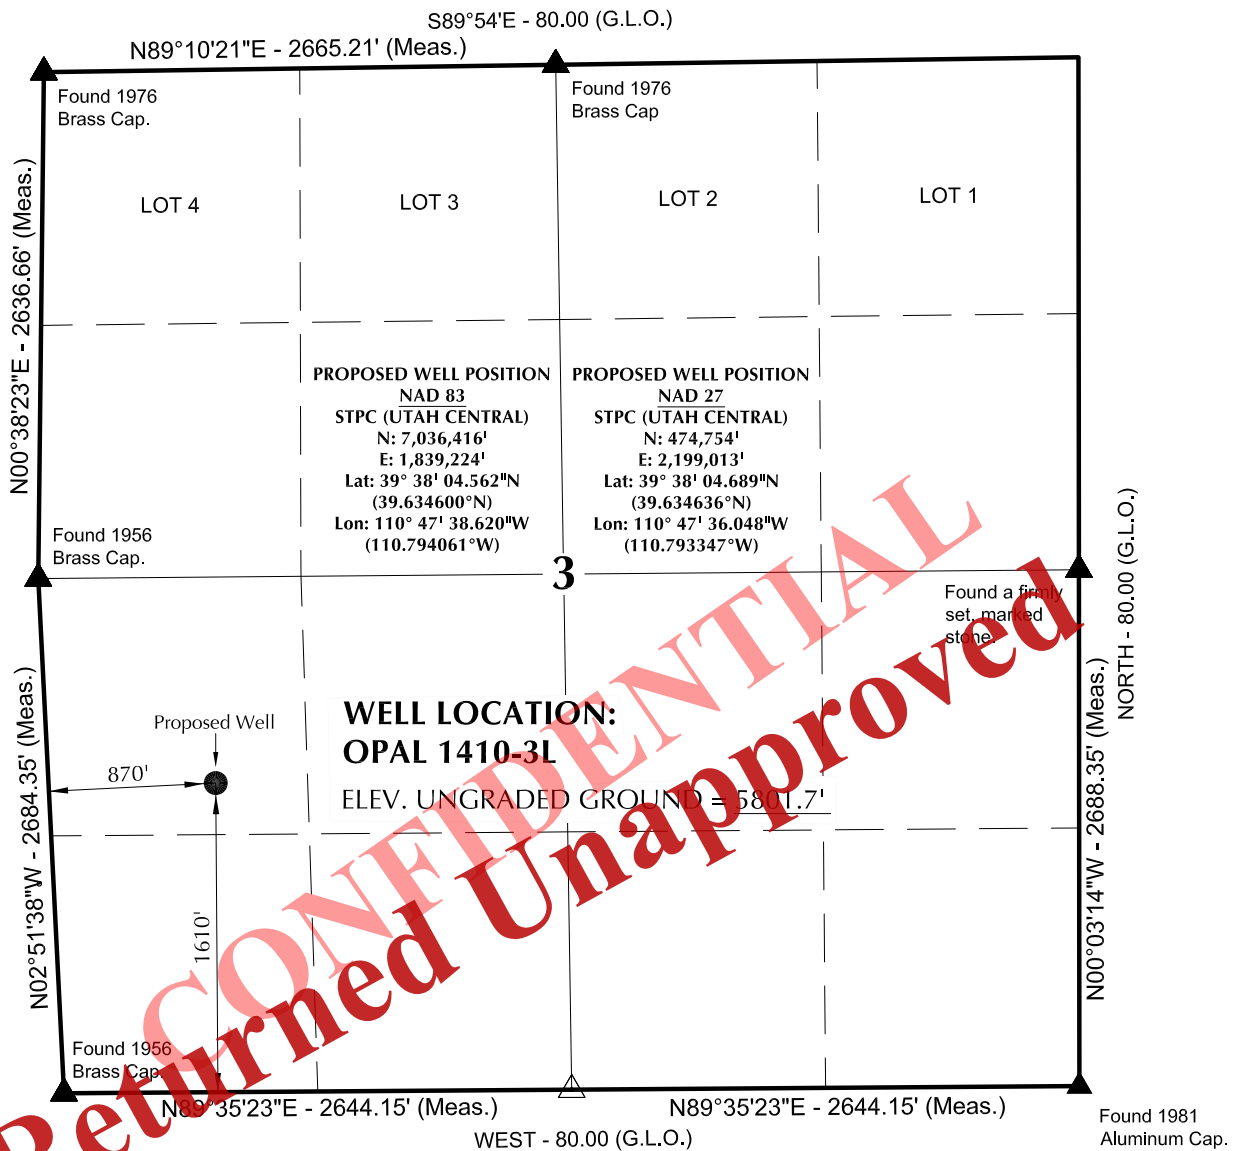 S89°54'E - 80.00 (G.L.O.)
N89°10'21"E - 2665.21' (Meas.)
Found 1976
Brass Cap.
Found 1976
Brass Cap
LOT 4
LOT 3
LOT 2
LOT 1
N00°38'23"E - 2636.66' (Meas.)
PROPOSED WELL POSITION
NAD 83
STPC (UTAH CENTRAL)
N: 7,036,416'
E: 1,839,224'
Lat: 39° 38' 04.562"N
(39.634600°N)
Lon: 110° 47' 38.620"W
(110.794061°W)
PROPOSED WELL POSITION
NAD 27
STPC (UTAH CENTRAL)
N: 474,754'
E: 2,199,013'
Lat: 39° 38' 04.689"N
(39.634636°N)
Lon: 110° 47' 36.048"W
(110.793347°W)
Found 1956
Brass Cap.
3
Found a firmly
set, marked
stone.
NORTH - 80.00 (G.L.O.)
N02°51'38"W - 2684.35' (Meas.)
Proposed Well
870'
1610'
WELL LOCATION:
OPAL 1410-3L
ELEV. UNGRADED GROUND = 5801.7'
N00°03'14"W - 2688.35' (Meas.)
CONFIDENTIAL
Returned Unapproved
Found 1956
Brass Cap.
N89°35'23"E - 2644.15' (Meas.)
N89°35'23"E - 2644.15' (Meas.)
WEST - 80.00 (G.L.O.)
Found 1981
Aluminum Cap.